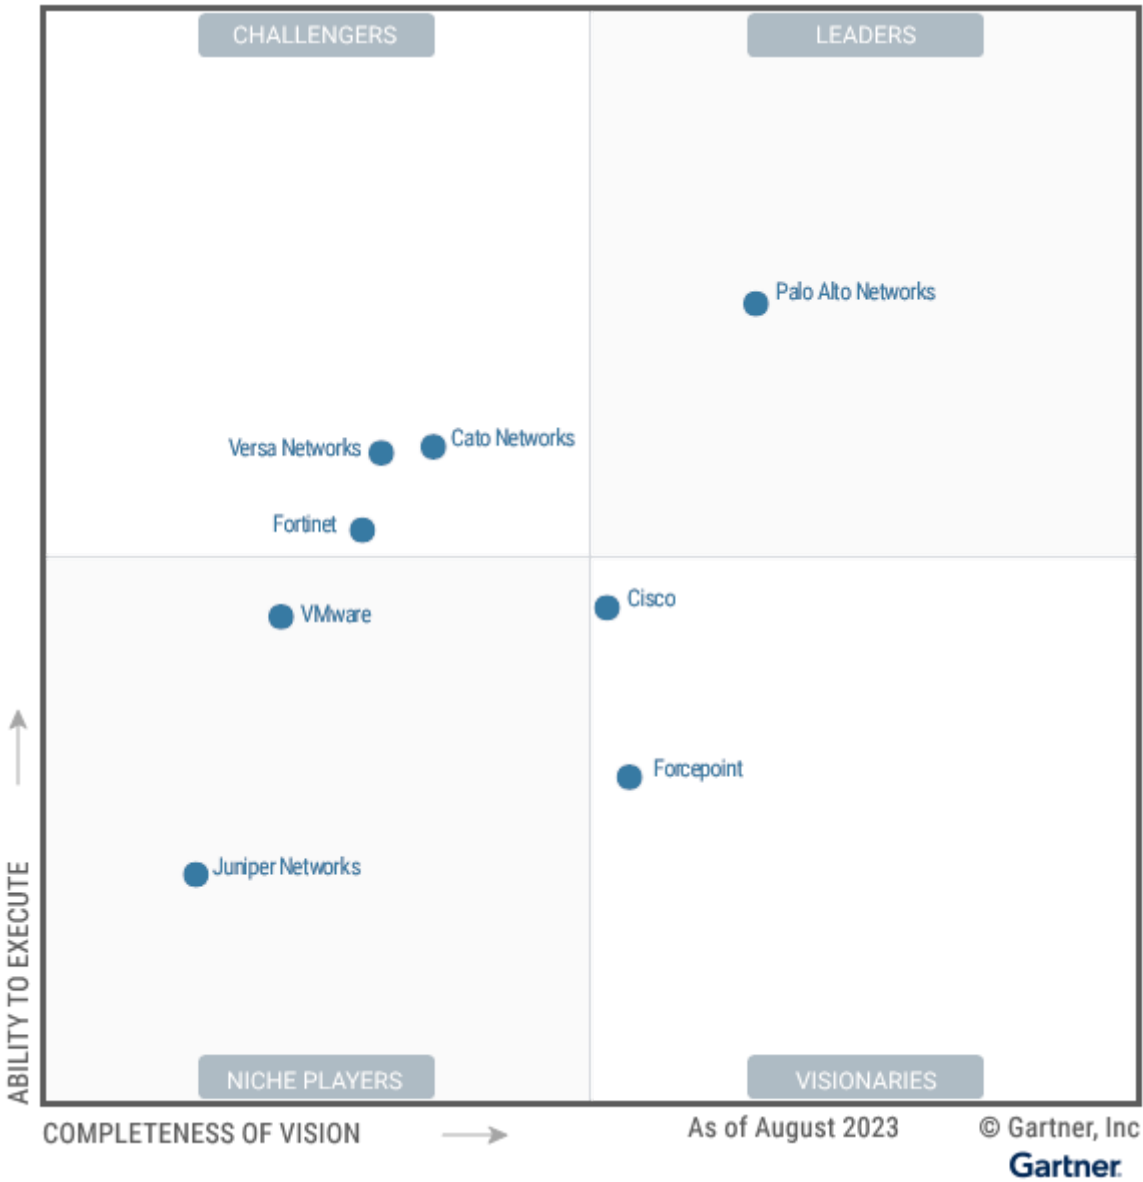 CHALLENGERS
LEADERS
Palo Alto Networks
Versa Networks
Cato Networks
Fortinet
VMware
Cisco
Forcepoint
Juniper Networks
ABILITY TO EXECUTE
NICHE PLAYERS
VISIONARIES
COMPLETENESS OF VISION
As of August 2023
© Gartner, Inc
Gartner